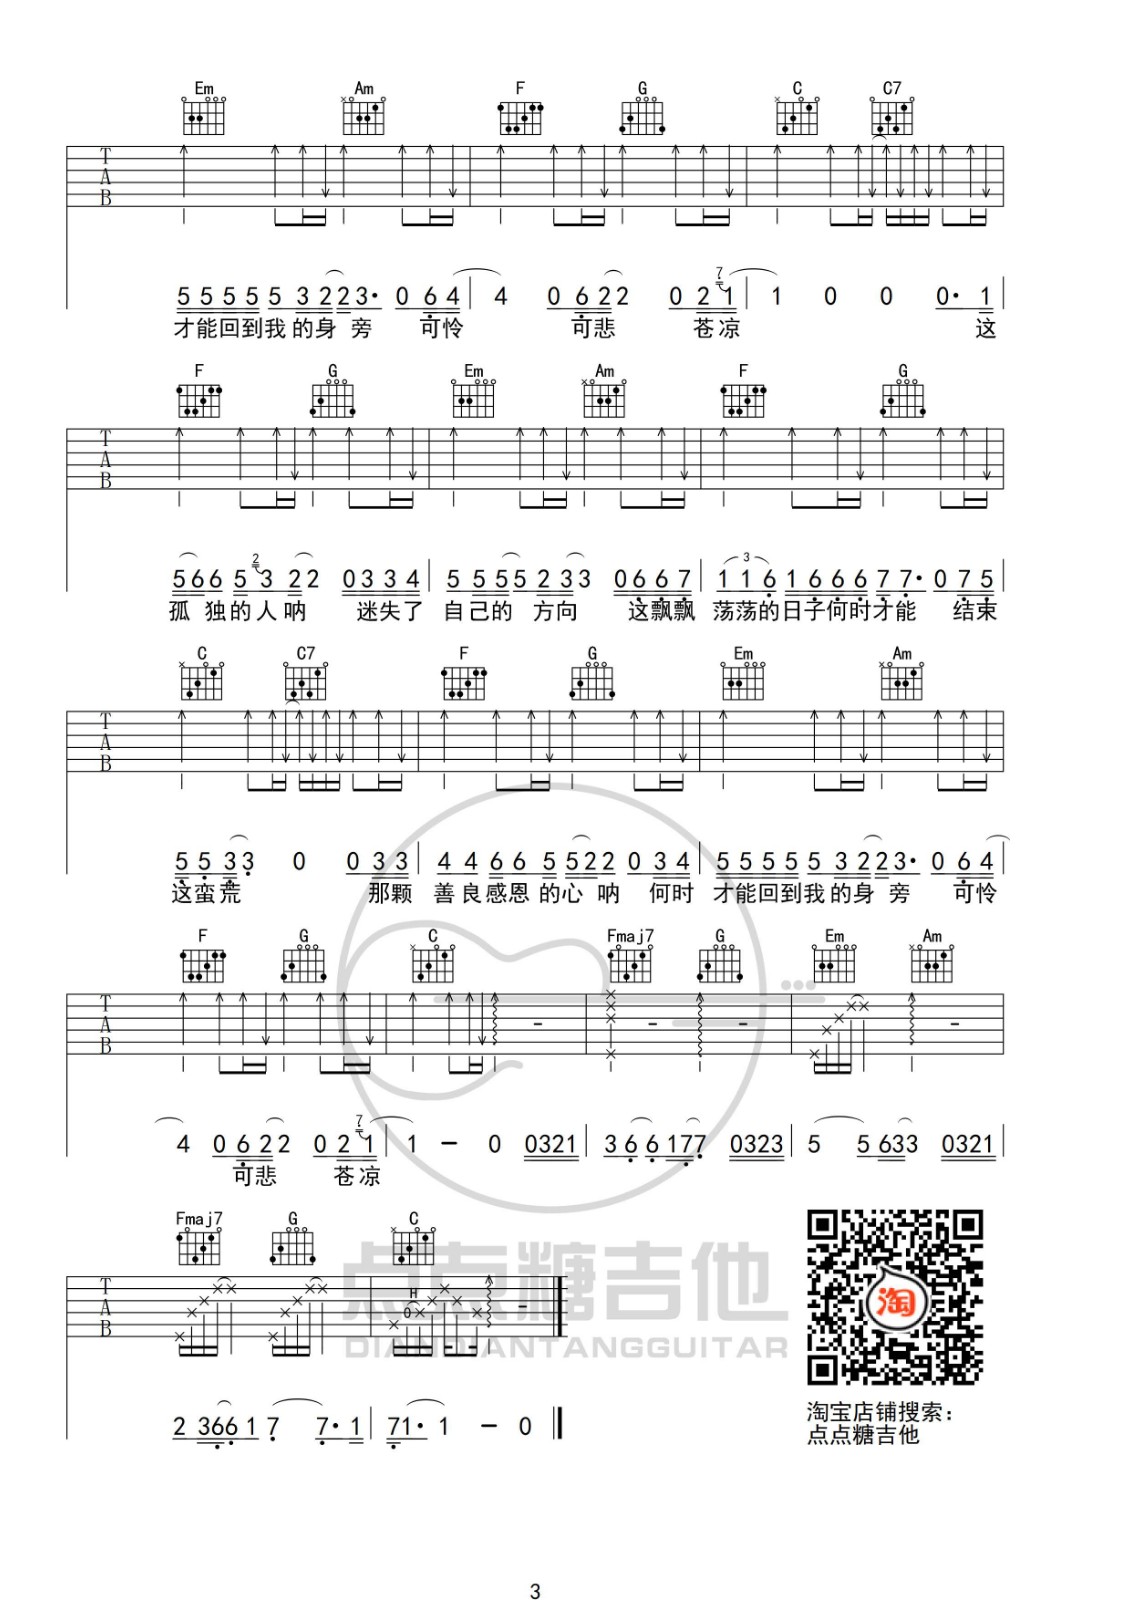 Em Am F G C C7
T A B
5 5 5 5 5 3 2 2 3· 0 6 4 | 4 0 6 2 2 0 2 7 1 | 1 0 0 0· 1
才能回到我的身 旁 可怜 可悲 苍凉 这
F G Em Am F G
T A B
5 6 6 5 2 3 2 2 0 3 3 4 | 5 5 5 5 2 3 3 0 6 6 7 | 3 1 1 6 1 6 6 6 7 7· 0 7 5
孤 独的人呐 迷失了 自己的 方向 这飘飘 荡荡的日子何时才能 结束
C C7 F G Em Am
T A B
5 5 3 3 0 0 3 3 | 4 4 6 6 5 5 2 2 0 3 4 | 5 5 5 5 5 3 2 2 3· 0 6 4
这蛮荒 那颗 善良感恩的心呐 何时 才能回到我的身 旁 可怜
F G C Fmaj7 G Em Am
T A B - - - -
4 0 6 2 2 0 2 7 1 | 1 - 0 0321 | 3 6 6 1 7 7 0323 | 5 5 6 3 3 0321
可悲 苍凉
Fmaj7 G C
T A B H 0 -
2 3 6 6 1 7 7· 1 | 7 1· 1 - 0
点点糖吉他
DIANDIANTANGGUITAR
淘
淘宝店铺搜索：
点点糖吉他
3